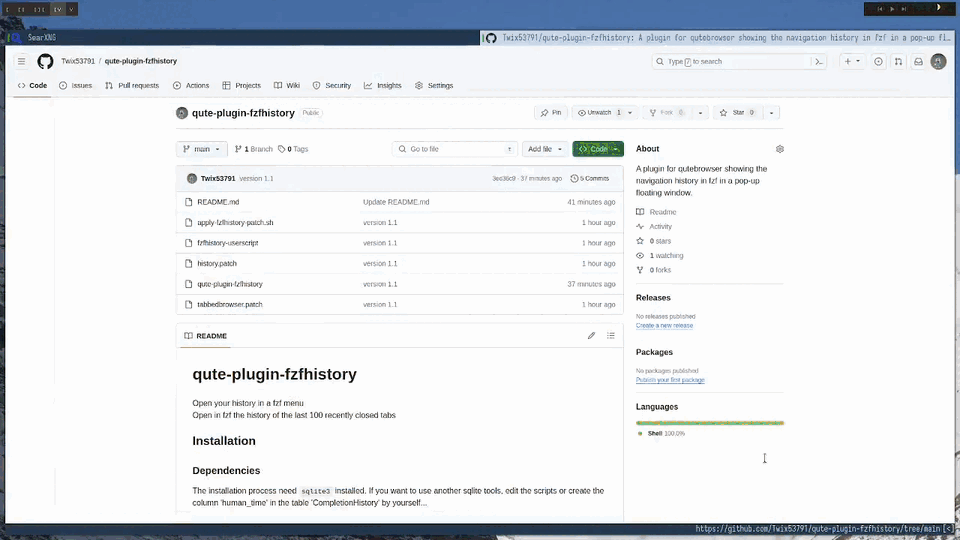 SearXNG
Twix53791/qute-plugin-fzfhistory: A plugin for qutebrowser showing the navigation history in fzf in a pop-up fl…
Twix53791 / qute-plugin-fzfhistory
Type / to search
Code Issues Pull requests Actions Projects Wiki Security Insights Settings
qute-plugin-fzfhistory Public
Pin Unwatch 1 Fork 0 Star 0
main 1 Branch 0 Tags Go to file t Add file Code
Twix53791 version 1.1 37 minutes ago 5 Commits
README.md Update README.md 41 minutes ago
apply-fzfhistory-patch.sh version 1.1 1 hour ago
fzfhistory-userscript version 1.1 1 hour ago
history.patch version 1.1 1 hour ago
qute-plugin-fzfhistory version 1.1 37 minutes ago
tabbedbrowser.patch version 1.1 1 hour ago
README
qute-plugin-fzfhistory
Open your history in a fzf menu
Open in fzf the history of the last 100 recently closed tabs
Installation
Dependencies
The installation process need sqlite3 installed. If you want to use another sqlite tools, edit the scripts or create the
column 'human_time' in the table 'CompletionHistory' by yourself...
About
A plugin for qutebrowser showing the
navigation history in fzf in a pop-up
floating window.
Readme
Activity
0 stars
1 watching
0 forks
Releases
No releases published
Create a new release
Packages
No packages published
Publish your first package
Languages
Shell 100.0%
https://github.com/Twix53791/qute-plugin-fzfhistory/tree/main [<]